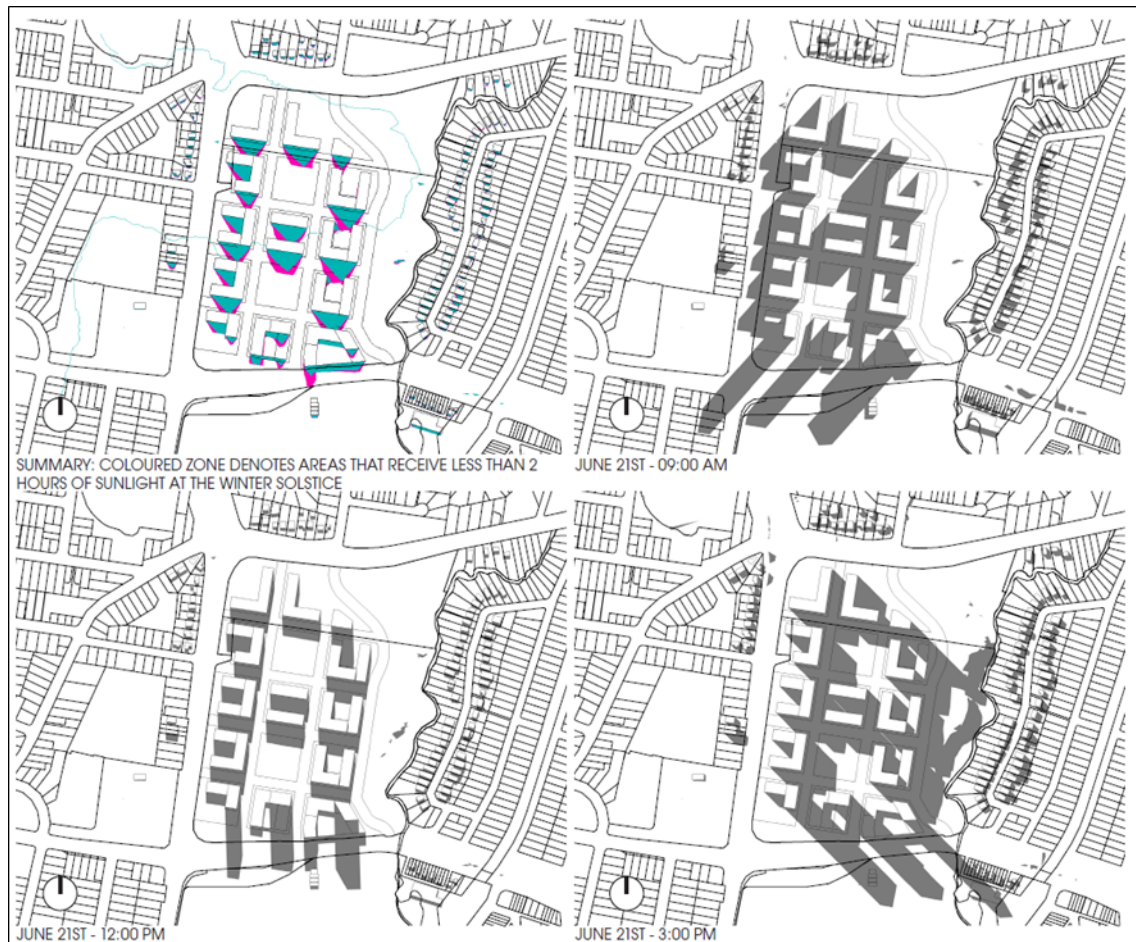 SUMMARY: COLOURED ZONE DENOTES AREAS THAT RECEIVE LESS THAN 2
HOURS OF SUNLIGHT AT THE WINTER SOLSTICE
JUNE 21ST - 09:00 AM
JUNE 21ST - 12:00 PM
JUNE 21ST - 3:00 PM